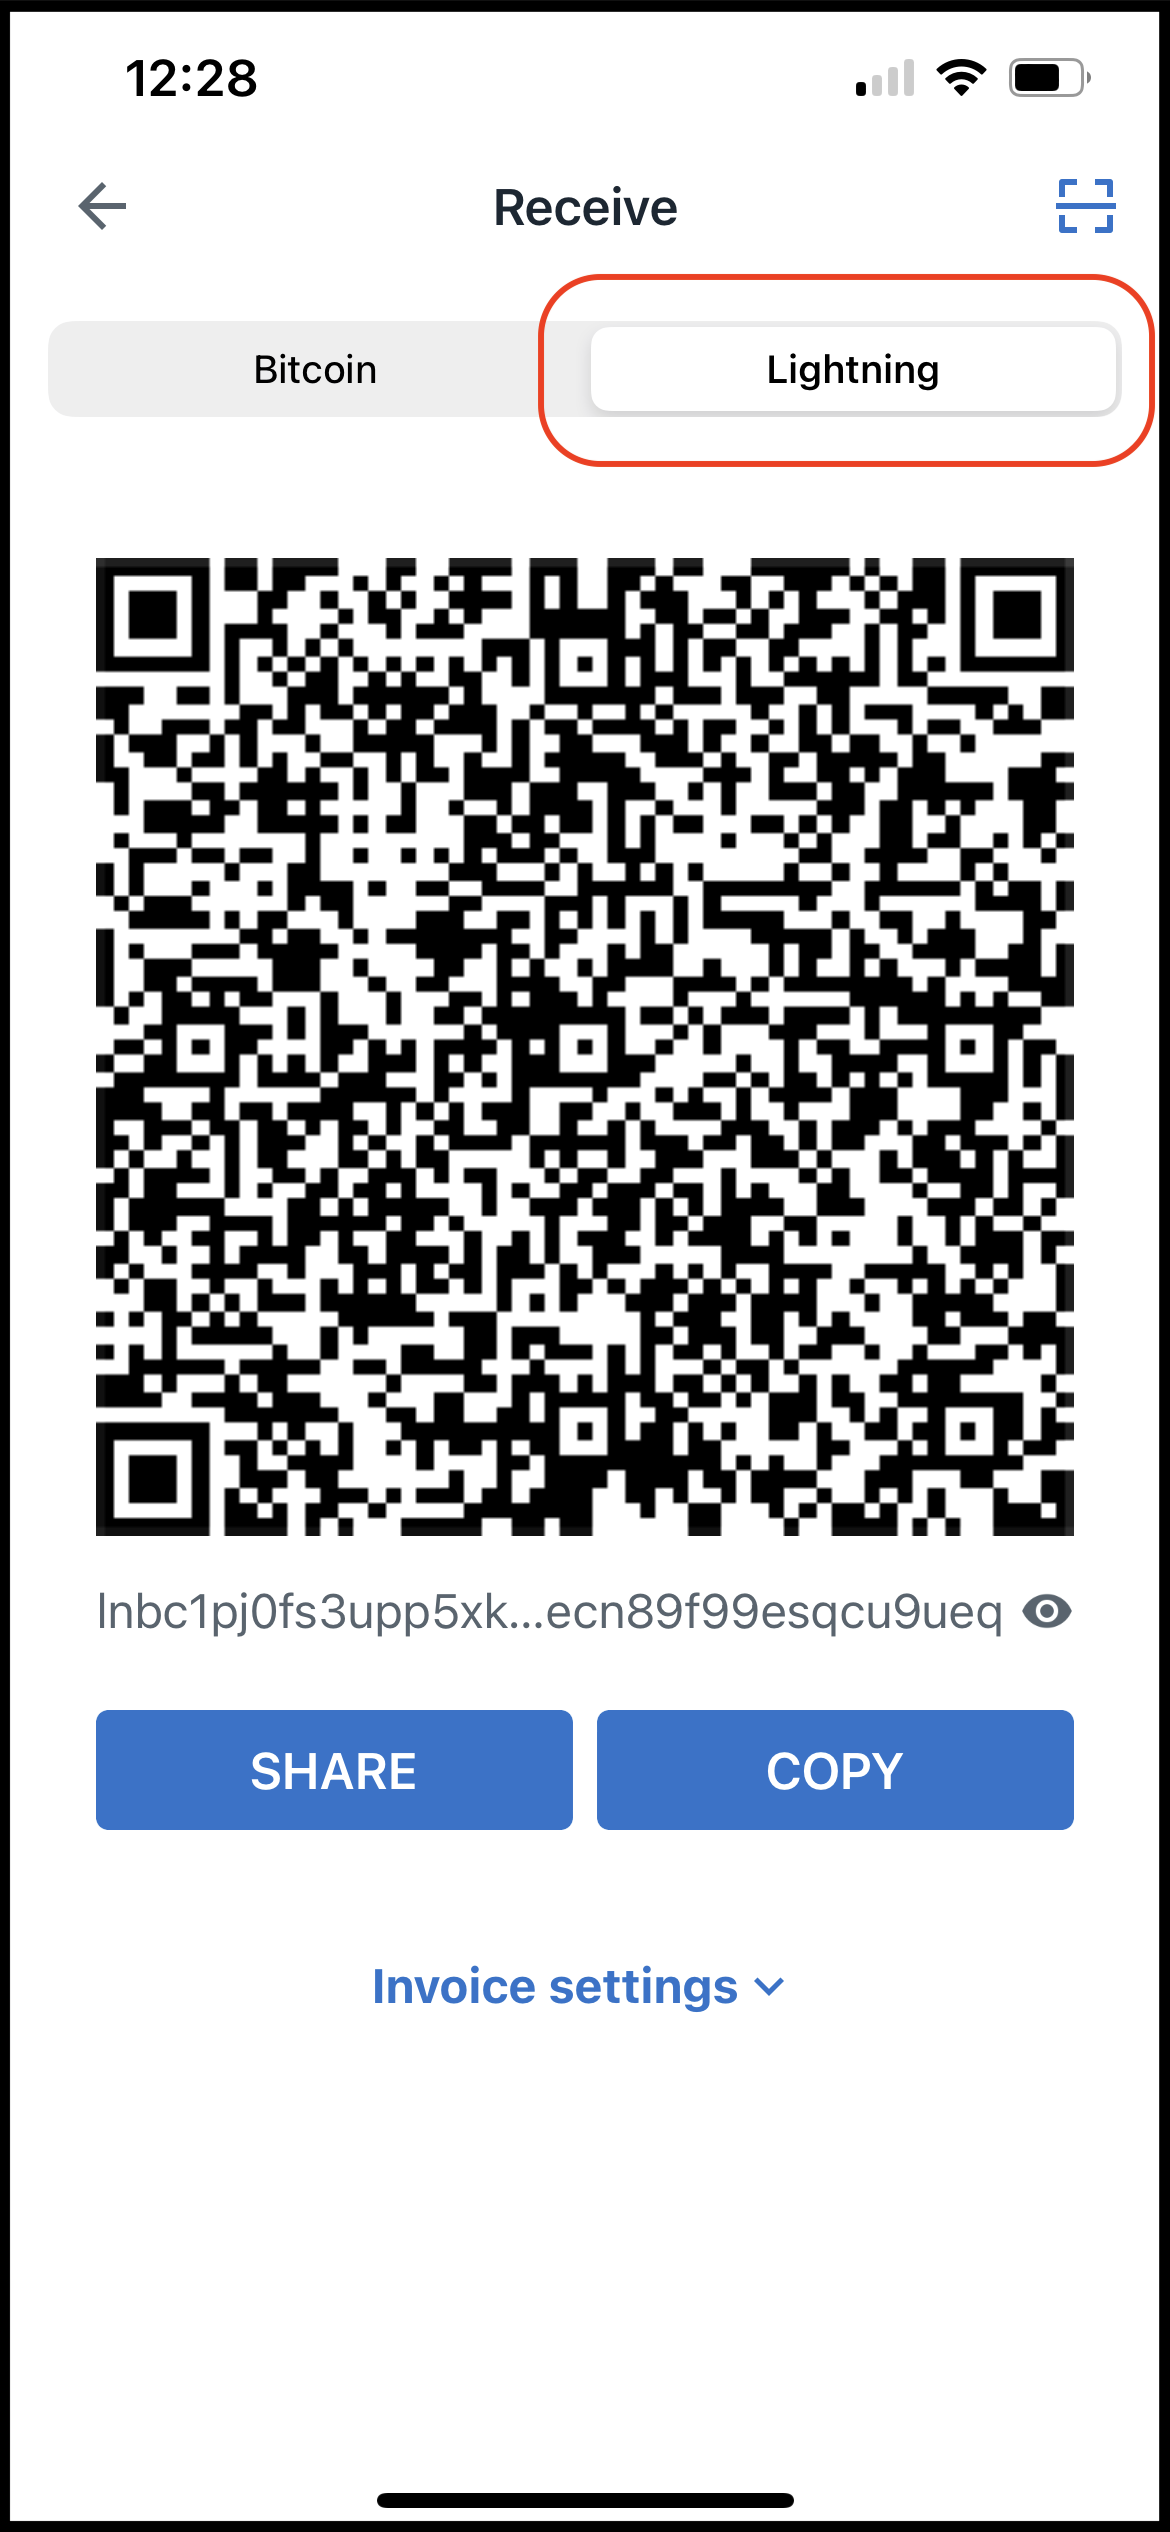 12:28
Receive
Bitcoin
Lightning
lnbc1pj0fs3upp5xk...ecn89f99esqcu9ueq
SHARE
COPY
Invoice settings